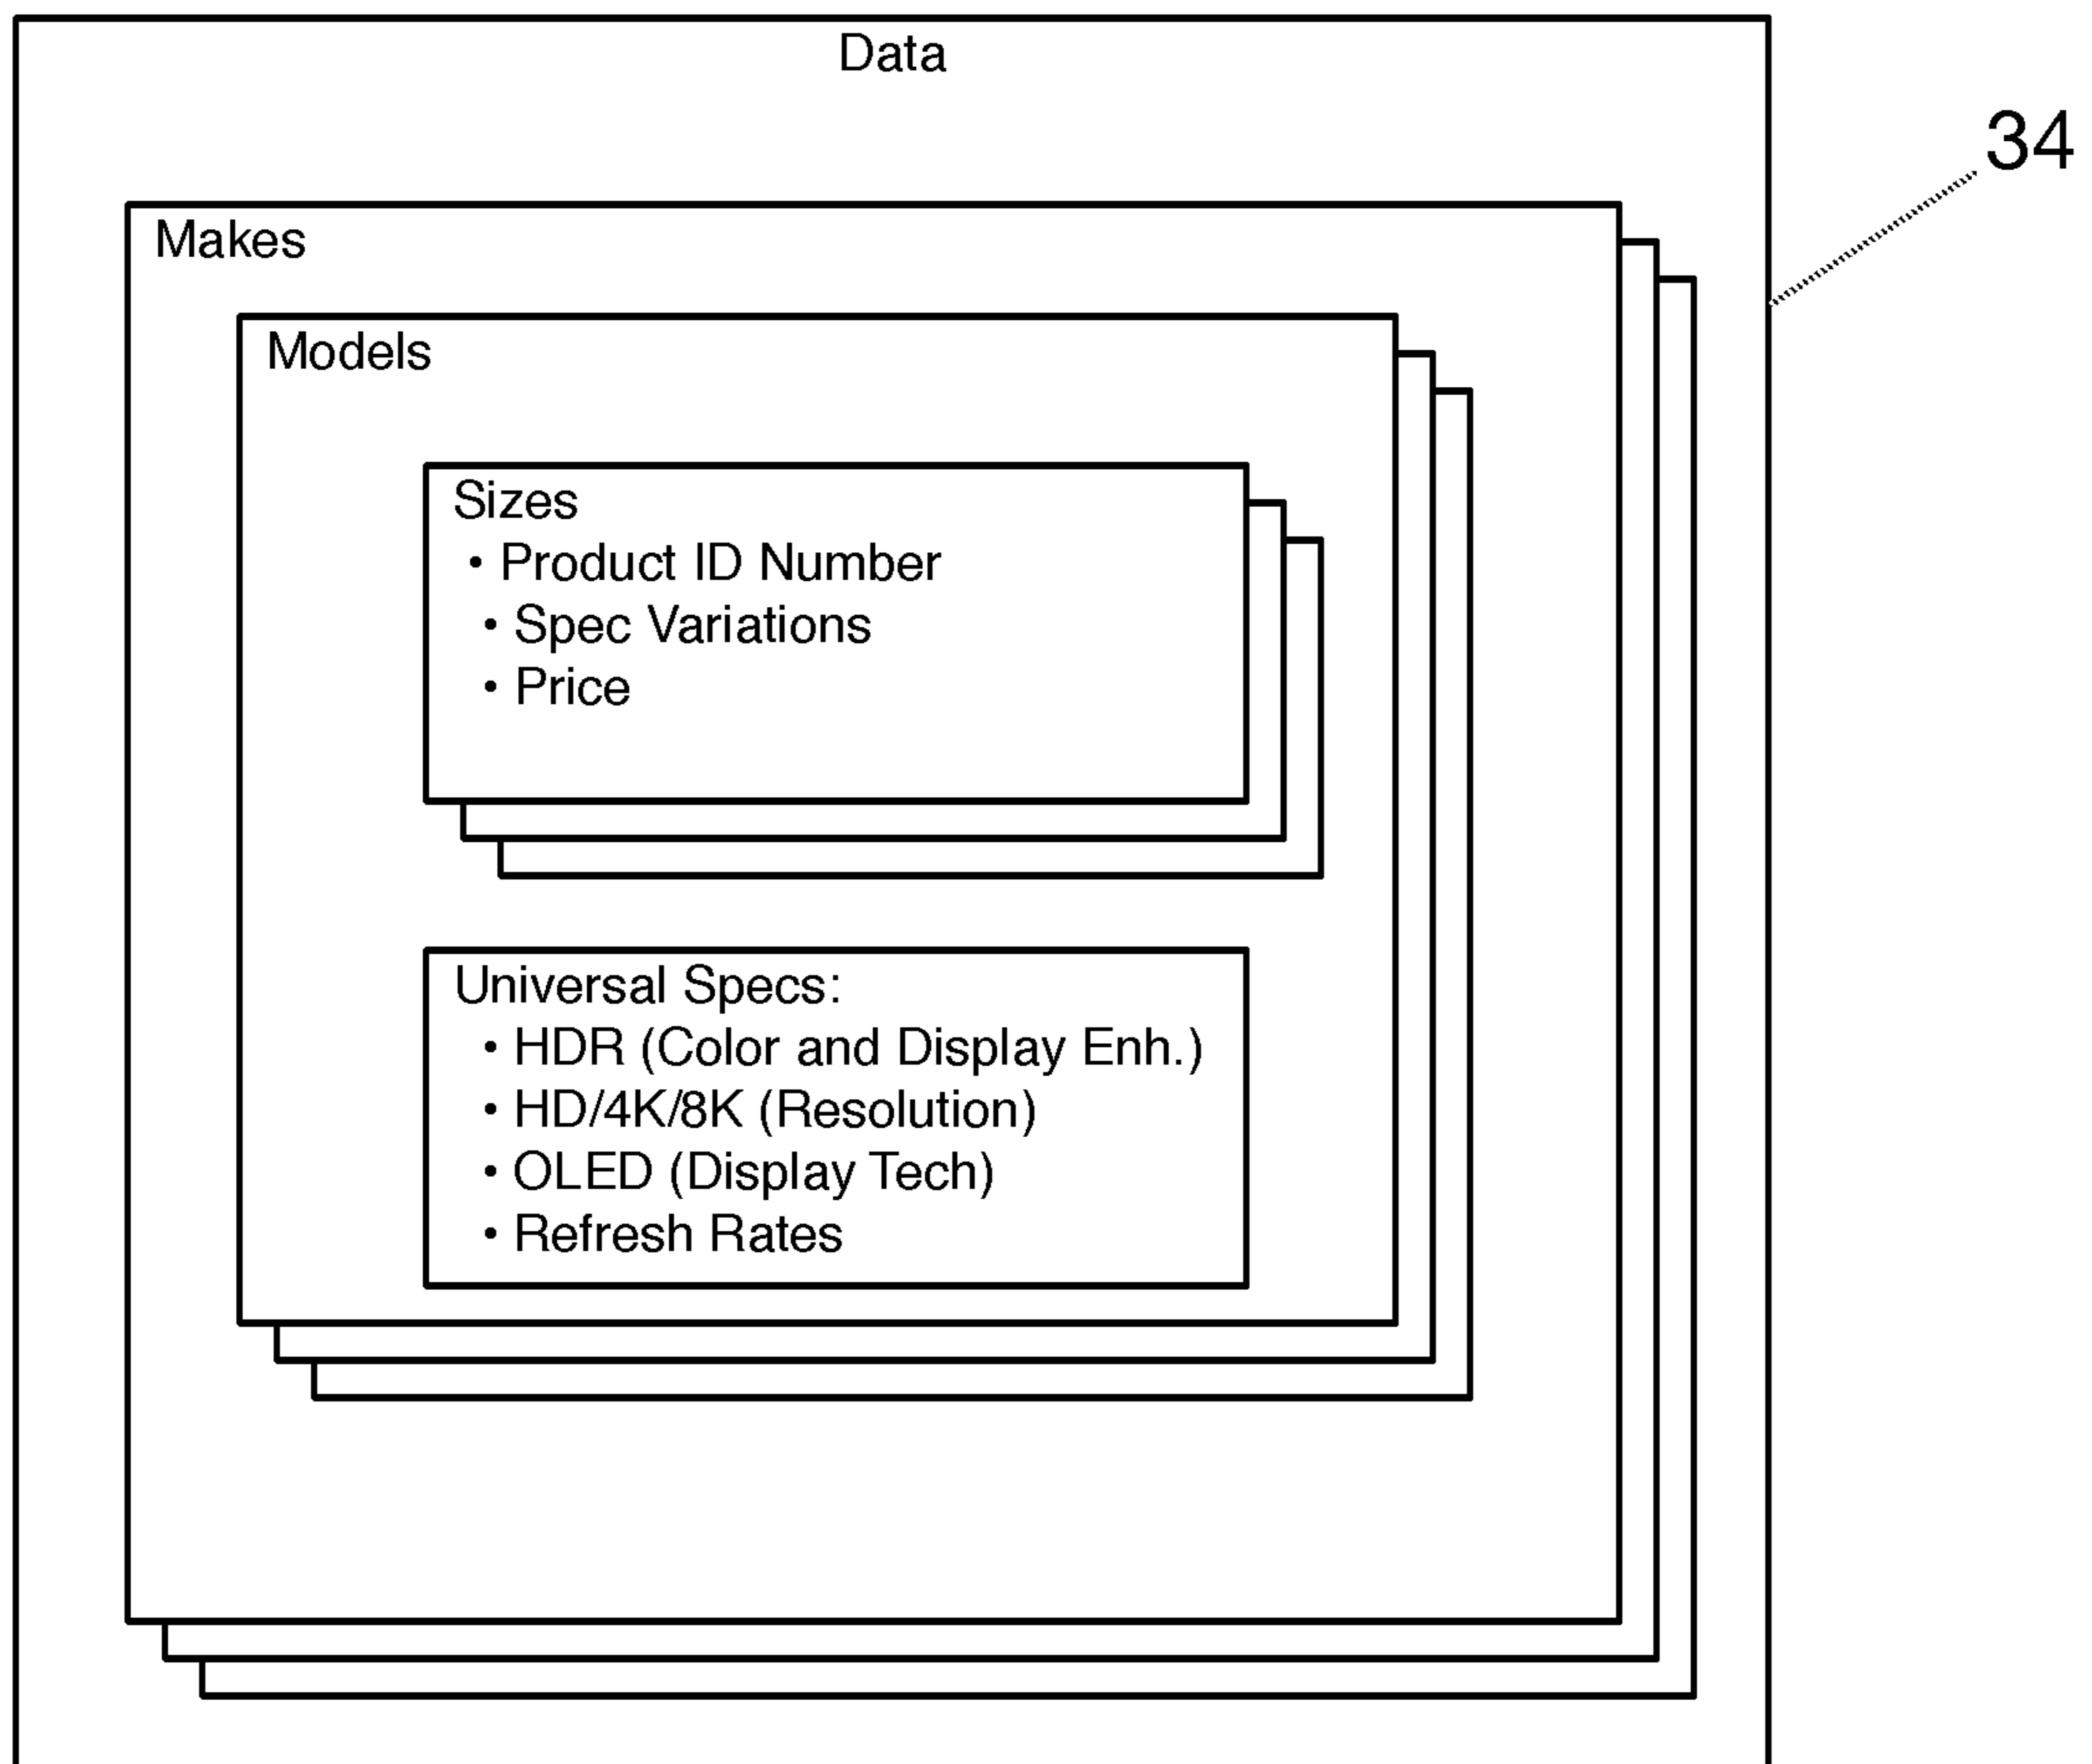 Data
34
Makes
Models
Sizes
• Product ID Number
• Spec Variations
• Price
Universal Specs:
• HDR (Color and Display Enh.)
• HD/4K/8K (Resolution)
• OLED (Display Tech)
• Refresh Rates